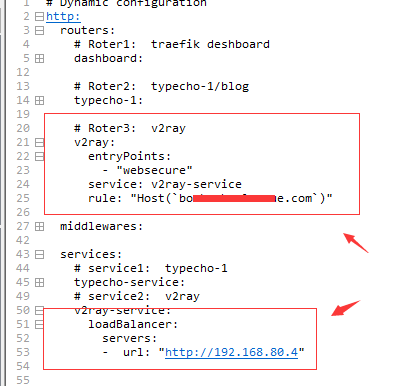 1 # Dynamic configuration
2 http:
3 routers:
4 # Roter1: traefik deshboard
5 dashboard:
12
13 # Roter2: typecho-1/blog
14 typecho-1:
19
20 # Roter3: v2ray
21 v2ray:
22 entryPoints:
23 - "websecure"
24 service: v2ray-service
25 rule: "Host(`bo e.com`)"
26
27 middlewares:
42
43 services:
44 # service1: typecho-1
45 typecho-service:
49 # service2: v2ray
50 v2ray-service:
51 loadBalancer:
52 servers:
53 - url: "http://192.168.80.4"
54
55